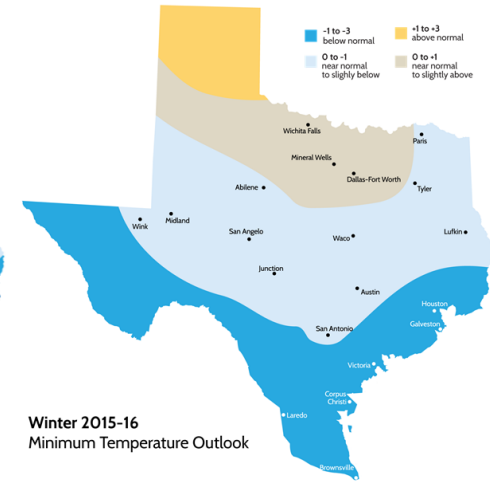 -1 to -3
below normal
+1 to +3
above normal
0 to -1
near normal
to slighly below
0 to +1
near normal
to slightly above
Wichita Falls
Paris
Mineral Wells
Dallas-Fort Worth
Abilene
Tyler
Midland
Wink
San Angelo
Waco
Lufkin
Junction
Austin
Houston
San Antonio
Galveston
Victoria
Corpus
Christi
Laredo
Brownsville
Winter 2015-16
Minimum Temperature Outlook